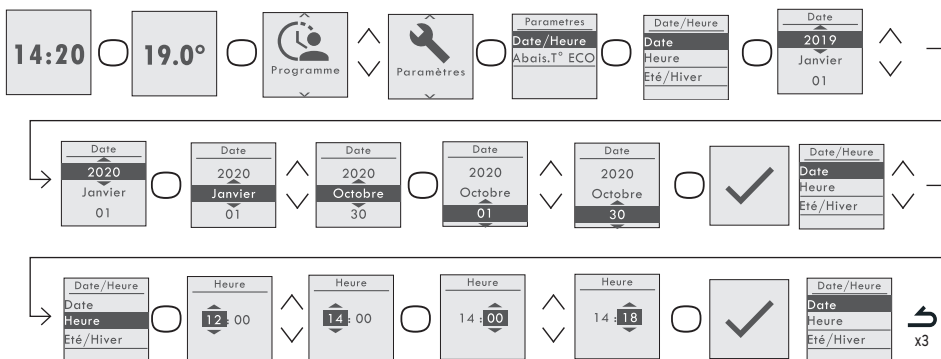 14:20
19.0°
Programme
Paramètres
Parametres
Date/Heure
Abais.T° ECO
Date/Heure
Date
Heure
Eté/Hiver
Date
2019
Janvier
01
Date
2020
Janvier
01
Date
2020
Janvier
01
Date
2020
Octobre
30
Date
2020
Octobre
01
Date
2020
Octobre
30
Date/Heure
Date
Heure
Eté/Hiver
Date/Heure
Date
Heure
Eté/Hiver
Heure
12: 00
Heure
14: 00
Heure
14 : 00
Heure
14 : 18
Date/Heure
Date
Heure
Eté/Hiver
x3